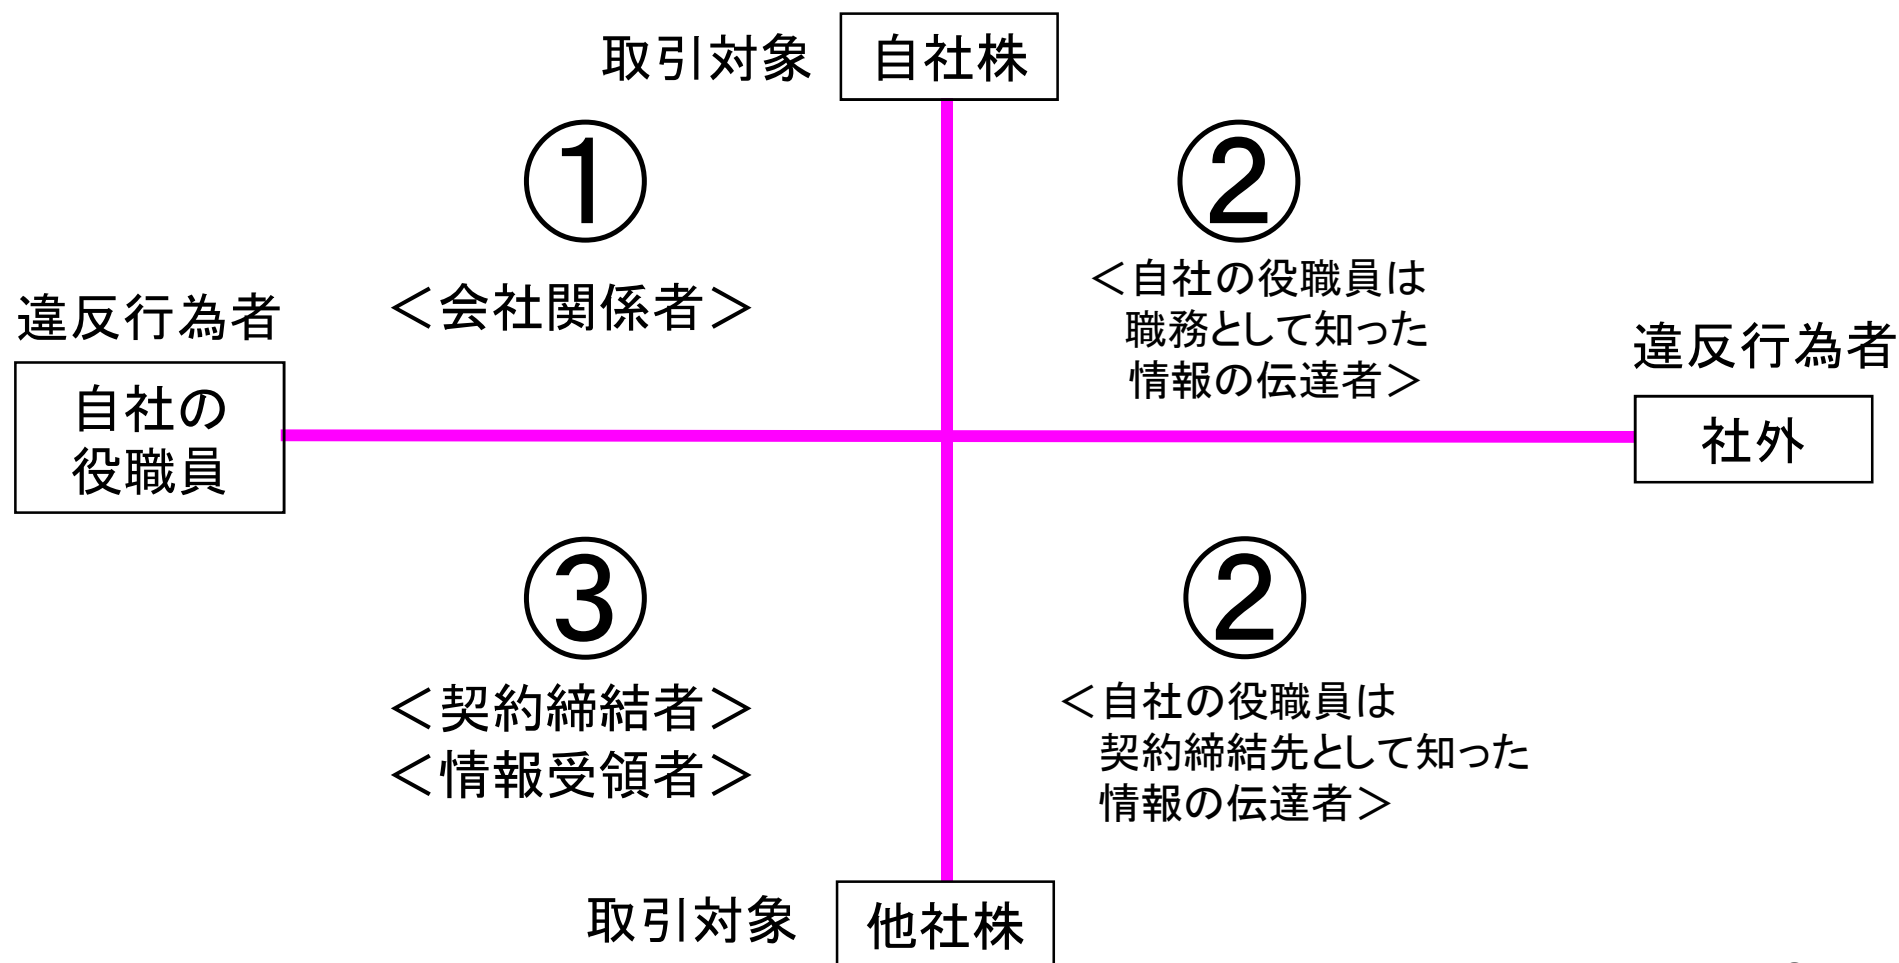 取引対象
自社株
①
②
＜会社関係者＞
＜自社の役職員は
職務として知った
情報の伝達者＞
違反行為者
自社の
役職員
違反行為者
社外
③
②
＜契約締結者＞
＜情報受領者＞
＜自社の役職員は
契約締結先として知った
情報の伝達者＞
取引対象
他社株